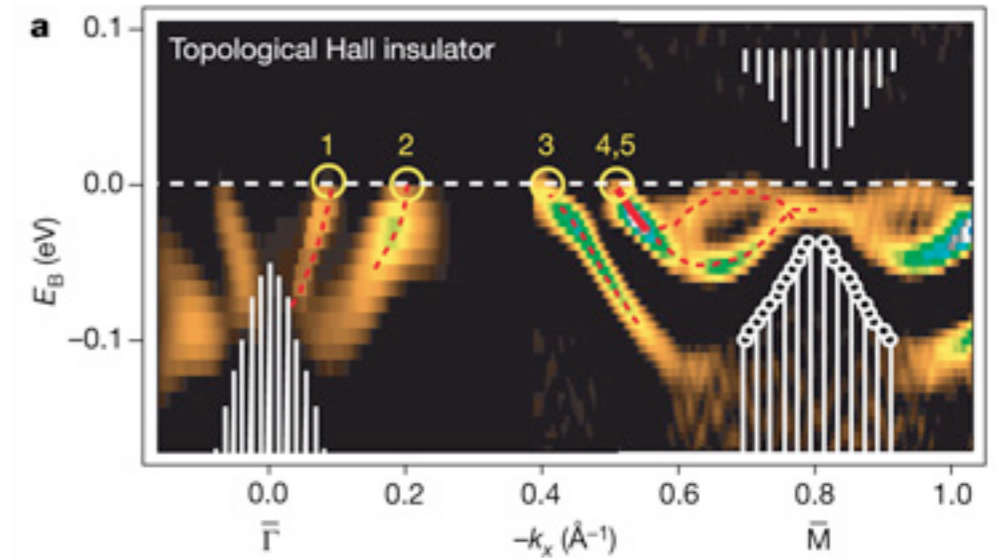 a
0.1
Topological Hall insulator
1 2 3 4,5
0.0
E_B (eV)
−0.1
0.0 0.2 0.4 0.6 0.8 1.0
Γ̅ −k_x (Å⁻¹) M̅